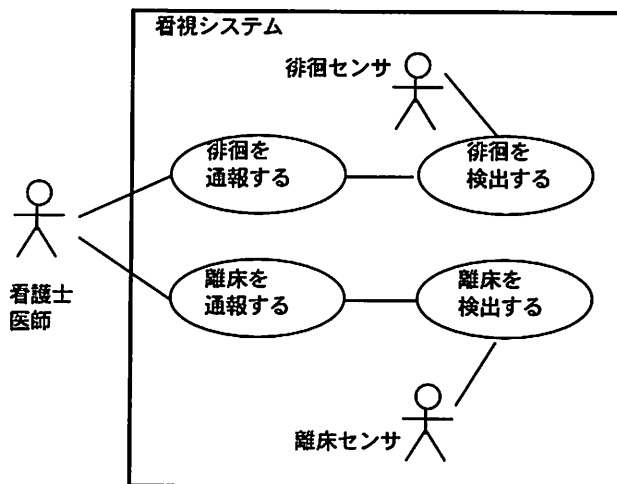 看視システム
徘徊センサ
徘徊を
通報する
徘徊を
検出する
看護士
医師
離床を
通報する
離床を
検出する
離床センサ